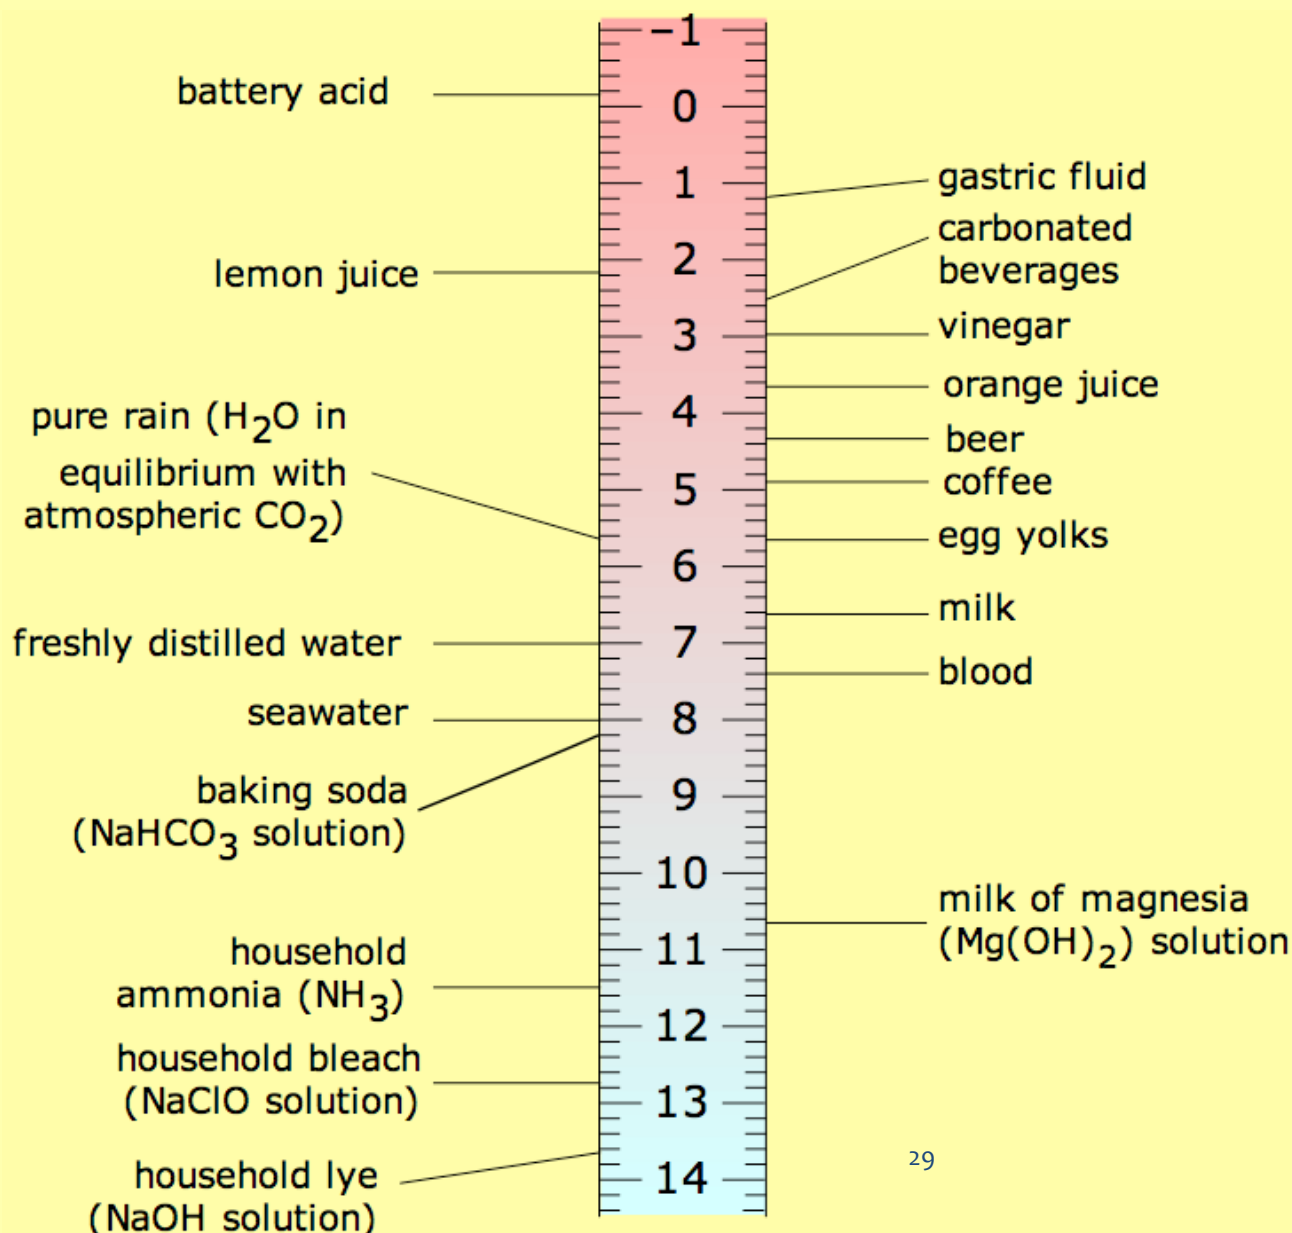 battery acid
lemon juice
pure rain (H₂O in
equilibrium with
atmospheric CO₂)
freshly distilled water
seawater
baking soda
(NaHCO₃ solution)
household
ammonia (NH₃)
household bleach
(NaClO solution)
household lye
(NaOH solution)
−1
0
1
2
3
4
5
6
7
8
9
10
11
12
13
14
gastric fluid
carbonated
beverages
vinegar
orange juice
beer
coffee
egg yolks
milk
blood
milk of magnesia
(Mg(OH)₂) solution
29